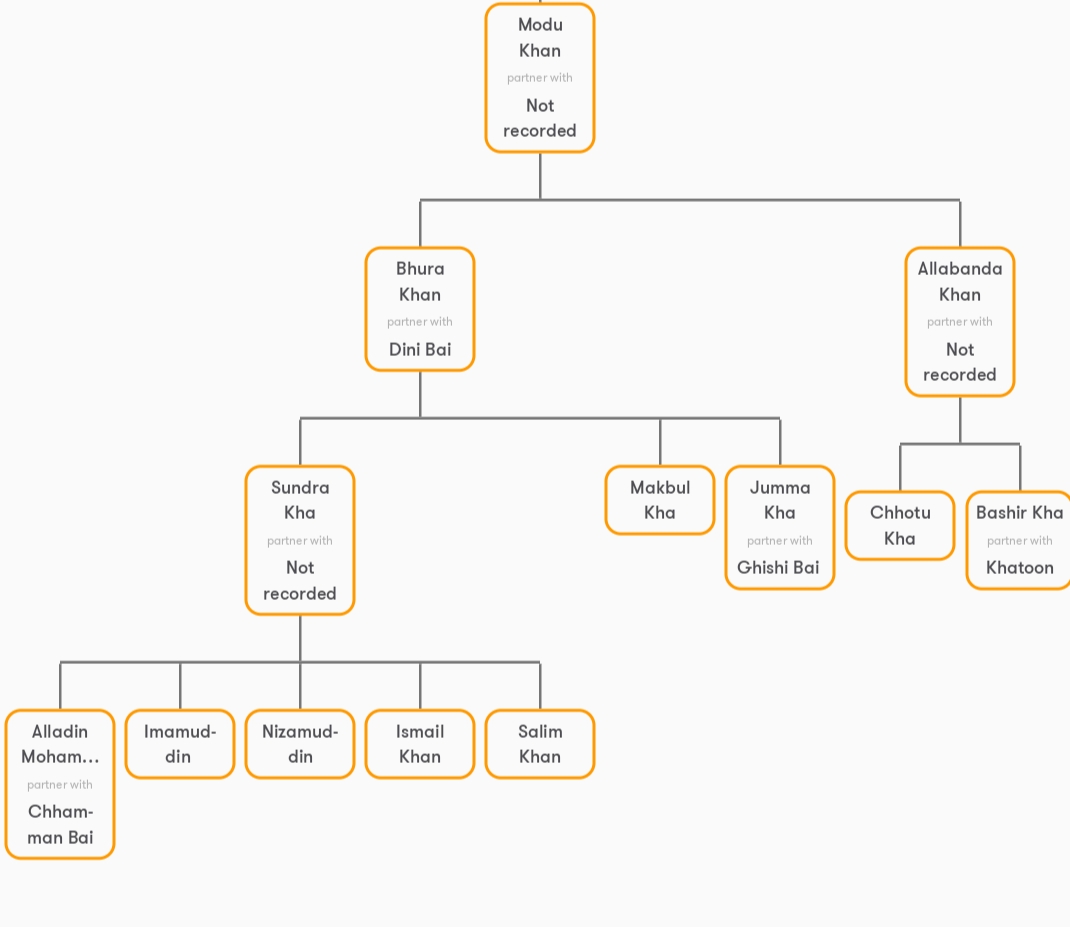 Modu
Khan
partner with
Not
recorded
Bhura
Khan
partner with
Dini Bai
Allabanda
Khan
partner with
Not
recorded
Sundra
Kha
partner with
Not
recorded
Makbul
Kha
Jumma
Kha
partner with
Ghishi Bai
Chhotu
Kha
Bashir Kha
partner with
Khatoon
Alladin
Moham...
partner with
Chham-
man Bai
Imamud-
din
Nizamud-
din
Ismail
Khan
Salim
Khan